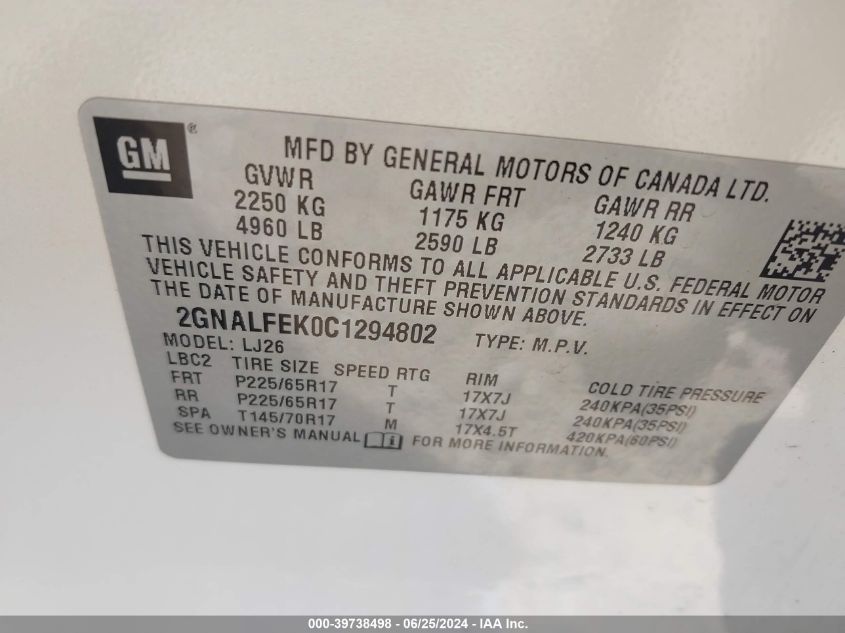 GM ®
MFD BY GENERAL MOTORS OF CANADA LTD.
GVWR GAWR FRT GAWR RR
2250 KG 1175 KG 1240 KG
4960 LB 2590 LB 2733 LB
THIS VEHICLE CONFORMS TO ALL APPLICABLE U.S. FEDERAL MOTOR
VEHICLE SAFETY AND THEFT PREVENTION STANDARDS IN EFFECT ON
THE DATE OF MANUFACTURE SHOWN ABOVE.
2GNALFEK0C1294802 TYPE: M.P.V.
MODEL: LJ26
LBC2 TIRE SIZE SPEED RTG RIM COLD TIRE PRESSURE
FRT P225/65R17 T 17X7J 240KPA(35PSI)
RR P225/65R17 T 17X7J 240KPA(35PSI)
SPA T145/70R17 M 17X4.5T 420KPA(60PSI)
SEE OWNER'S MANUAL i FOR MORE INFORMATION.
000-39738498 - 06/25/2024 - IAA Inc.